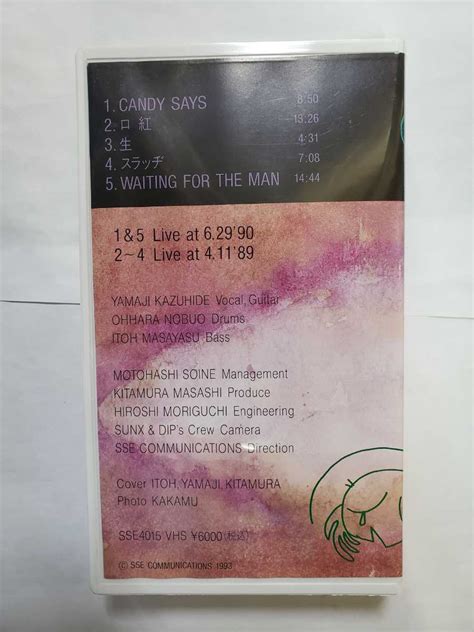 1. CANDY SAYS 8:50
2. 口 紅 13:26
3. 生 4:31
4. スラッヂ 7:08
5. WAITING FOR THE MAN 14:44
1&5 Live at 6.29'90
2~4 Live at 4.11'89
YAMAJI KAZUHIDE Vocal, Guitar
OHHARA NOBUO Drums
ITOH MASAYASU Bass
MOTOHASHI SOINE Management
KITAMURA MASASHI Produce
HIROSHI MORIGUCHI Engineering
SUNX & DIP's Crew Camera
SSE COMMUNICATIONS Direction
Cover ITOH, YAMAJI, KITAMURA
Photo KAKAMU
SSE4015 VHS ¥6000(税込)
© SSE COMMUNICATIONS 1993